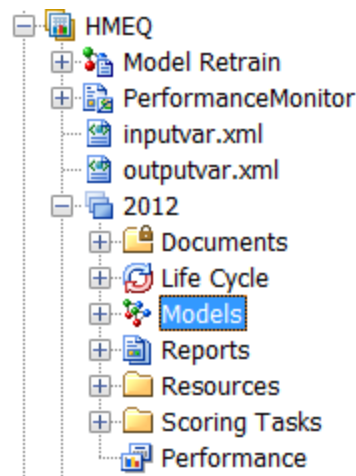 HMEQ
Model Retrain
PerformanceMonitor
inputvar.xml
outputvar.xml
2012
Documents
Life Cycle
Models
Reports
Resources
Scoring Tasks
Performance